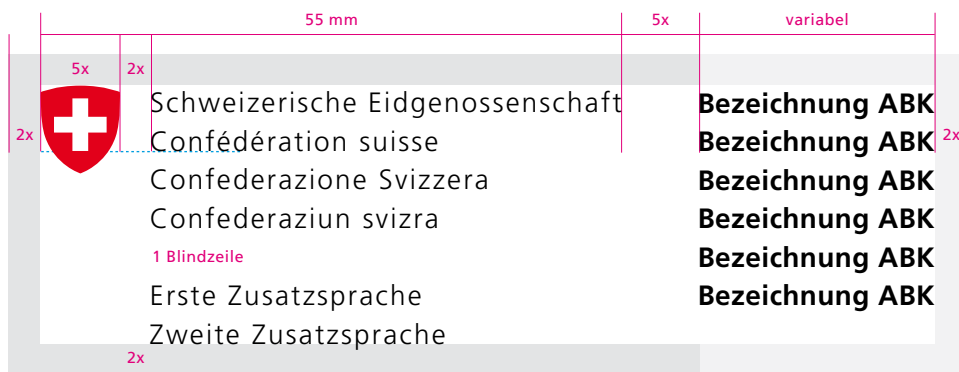 55 mm 5x variabel
5x 2x
Schweizerische Eidgenossenschaft Bezeichnung ABK
2x Confédération suisse Bezeichnung ABK 2x
Confederazione Svizzera Bezeichnung ABK
Confederaziun svizra Bezeichnung ABK
1 Blindzeile Bezeichnung ABK
Erste Zusatzsprache Bezeichnung ABK
Zweite Zusatzsprache
2x